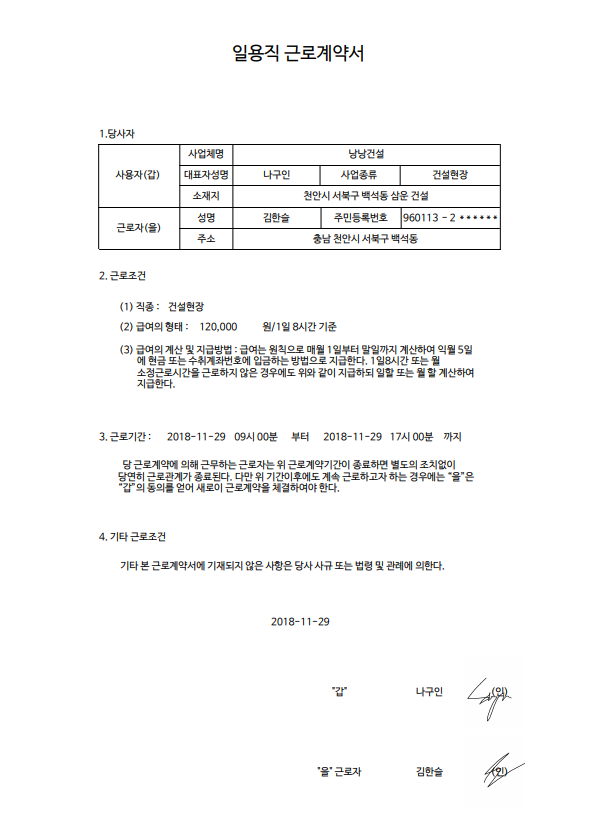 일용직 근로계약서
1.당사자
사용자(갑) 사업체명 낭낭건설
대표자성명 나구인 사업종류 건설현장
소재지 천안시 서북구 백석동 삼운 건설
근로자(을) 성명 김한슬 주민등록번호 960113 - 2 ******
주소 충남 천안시 서북구 백석동
2. 근로조건
(1) 직종 : 건설현장
(2) 급여의 형태 : 120,000 원/1일 8시간 기준
(3) 급여의 계산 및 지급방법 : 급여는 원칙으로 매월 1일부터 말일까지 계산하여 익월 5일
에 현금 또는 수취계좌번호에 입금하는 방법으로 지급한다. 1일8시간 또는 월
소정근로시간을 근로하지 않은 경우에도 위와 같이 지급하되 일할 또는 월 할 계산하여
지급한다.
3. 근로기간 : 2018-11-29 09시 00분 부터 2018-11-29 17시 00분 까지
당 근로계약에 의해 근무하는 근로자는 위 근로계약기간이 종료하면 별도의 조치없이
당연히 근로관계가 종료된다. 다만 위 기간이후에도 계속 근로하고자 하는 경우에는 "을"은
"갑"의 동의를 얻어 새로이 근로계약을 체결하여야 한다.
4. 기타 근로조건
기타 본 근로계약서에 기재되지 않은 사항은 당사 사규 또는 법령 및 관례에 의한다.
2018-11-29
"갑" 나구인 (인)
"을" 근로자 김한슬 (인)